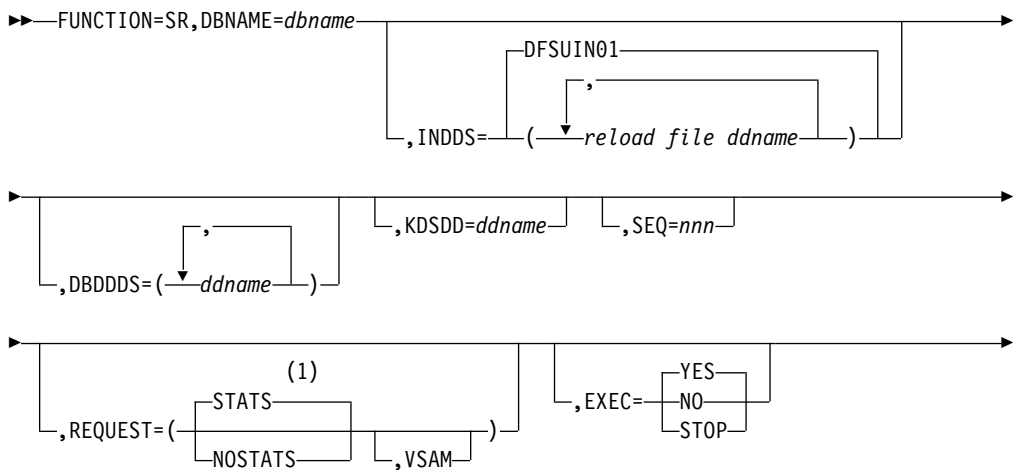 FUNCTION=SR,DBNAME=dbname
DFSUIN01
,
,INDDS= ( reload file ddname )
,
,DBDDDS=( ddname )
,KDSDD=ddname
,SEQ=nnn
(1)
STATS
,REQUEST=( )
NOSTATS
,VSAM
YES
,EXEC= NO
STOP